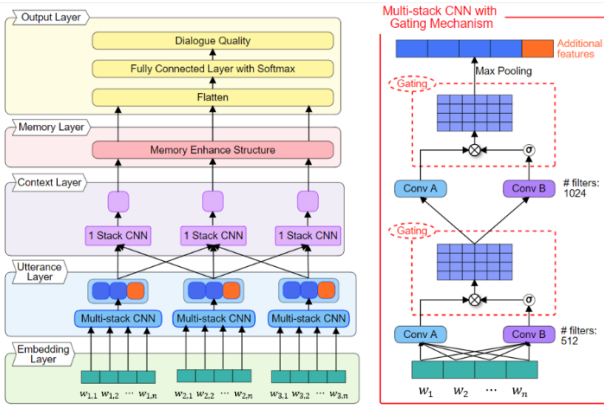 Output Layer
Dialogue Quality
Fully Connected Layer with Softmax
Flatten
Memory Layer
Memory Enhance Structure
Context Layer
1 Stack CNN
1 Stack CNN
1 Stack CNN
Utterance
Layer
Multi-stack CNN
Multi-stack CNN
Multi-stack CNN
Embedding
Layer
w1,1 w1,2 ... w1,n
w2,1 w2,2 ... w2,n
w3,1 w3,2 ... w3,n
Multi-stack CNN with
Gating Mechanism
Additional
features
Max Pooling
Gating
σ
Conv A
Conv B
# filters:
1024
Gating
σ
Conv A
Conv B
# filters:
512
w1 w2 ... wn